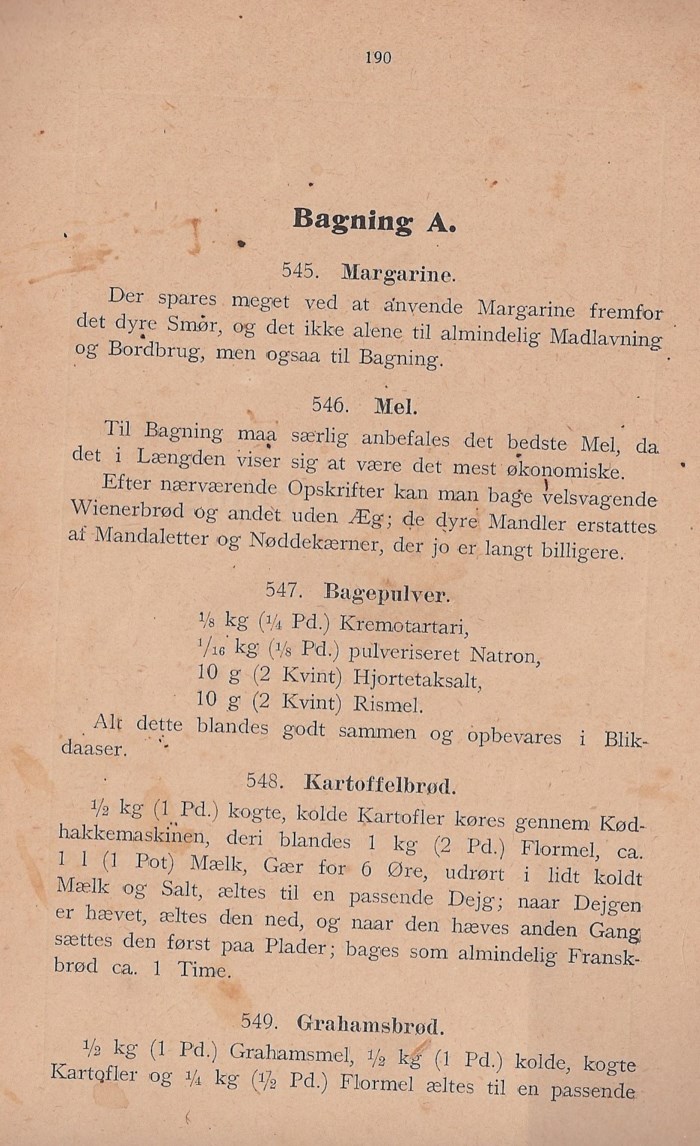 190
Bagning A.
545. Margarine.
Der spares meget ved at anvende Margarine fremfor
det dyre Smør, og det ikke alene til almindelig Madlavning
og Bordbrug, men ogsaa til Bagning.
546. Mel.
Til Bagning maa særlig anbefales det bedste Mel, da
det i Længden viser sig at være det mest økonomiske.
Efter nærværende Opskrifter kan man bage velsvagende
Wienerbrød og andet uden Æg; de dyre Mandler erstattes
af Mandaletter og Nøddekærner, der jo er langt billigere.
547. Bagepulver.
⅛ kg (¼ Pd.) Kremotartari,
1/16 kg (⅛ Pd.) pulveriseret Natron,
10 g (2 Kvint) Hjortetaksalt,
10 g (2 Kvint) Rismel.
Alt dette blandes godt sammen og opbevares i Blik-
daaser.
548. Kartoffelbrød.
½ kg (1 Pd.) kogte, kolde Kartofler køres gennem Kød-
hakkemaskinen, deri blandes 1 kg (2 Pd.) Flormel, ca.
1 l (1 Pot) Mælk, Gær for 6 Øre, udrørt i lidt koldt
Mælk og Salt, æltes til en passende Dejg; naar Dejgen
er hævet, æltes den ned, og naar den hæves anden Gang
sættes den først paa Plader; bages som almindelig Fransk-
brød ca. 1 Time.
549. Grahamsbrød.
½ kg (1 Pd.) Grahamsmel, ½ kg (1 Pd.) kolde, kogte
Kartofler og ¼ kg (½ Pd.) Flormel æltes til en passende